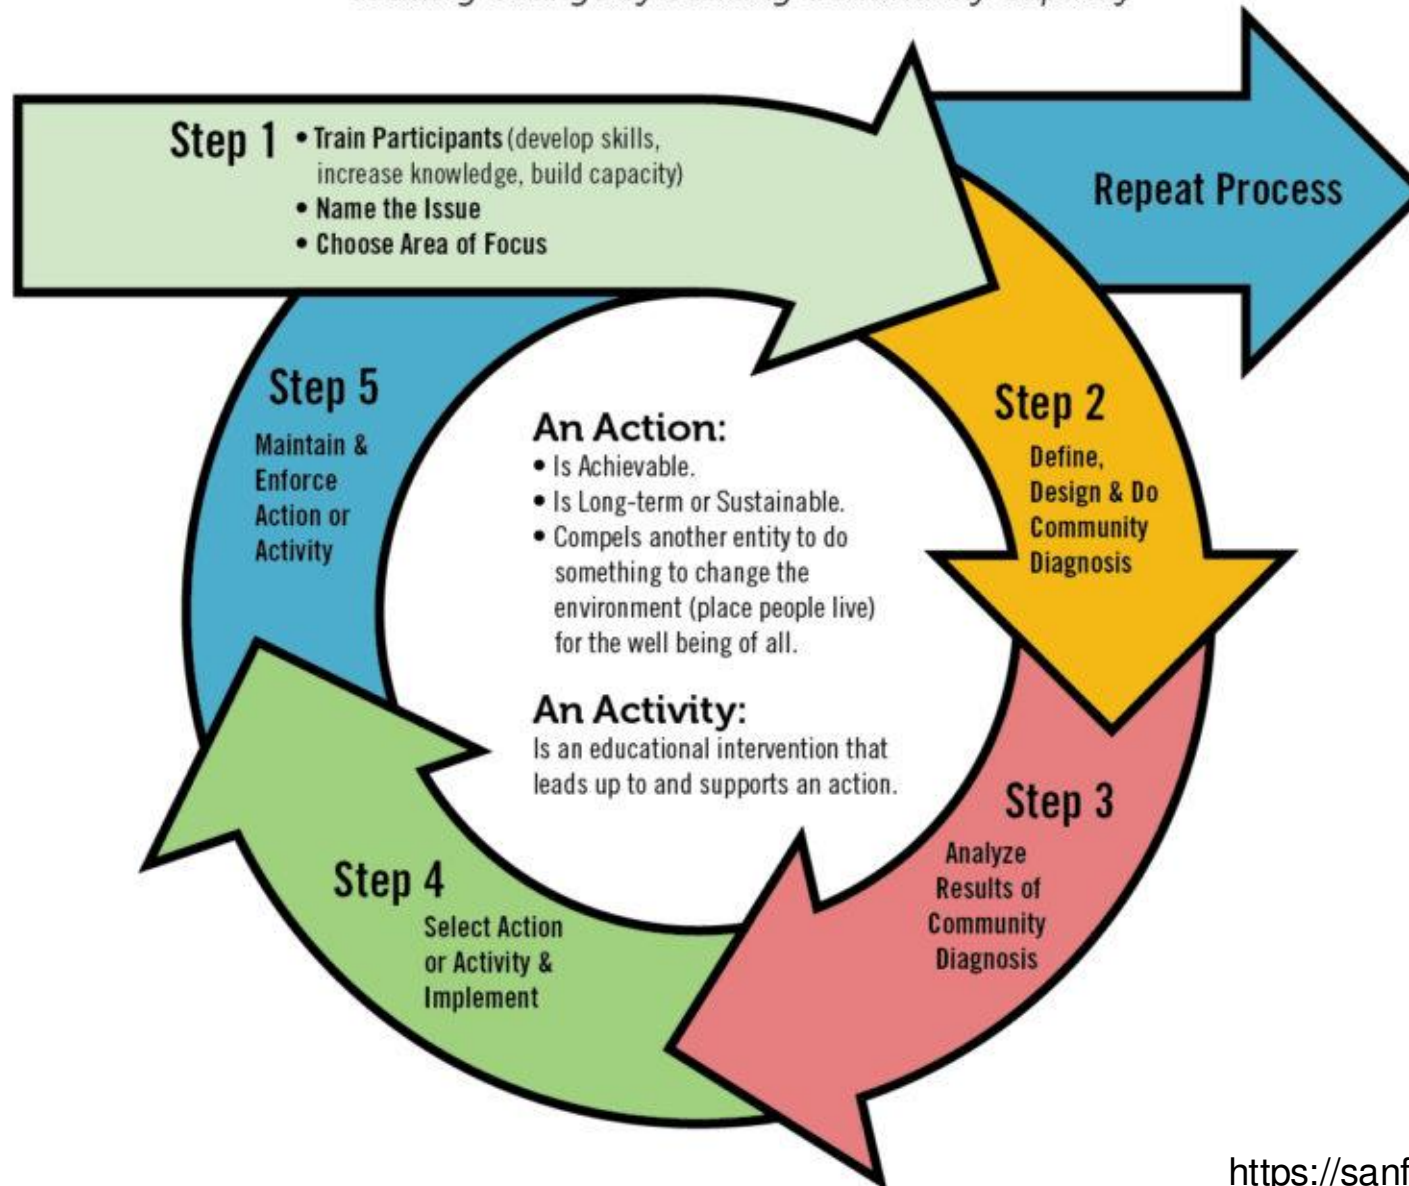 Step 1
• Train Participants (develop skills,
increase knowledge, build capacity)
• Name the Issue
• Choose Area of Focus
Repeat Process
Step 2
Define,
Design & Do
Community
Diagnosis
Step 3
Analyze
Results of
Community
Diagnosis
Step 4
Select Action
or Activity &
Implement
Step 5
Maintain &
Enforce
Action or
Activity
An Action:
• Is Achievable.
• Is Long-term or Sustainable.
• Compels another entity to do
something to change the
environment (place people live)
for the well being of all.
An Activity:
Is an educational intervention that
leads up to and supports an action.
https://sanf